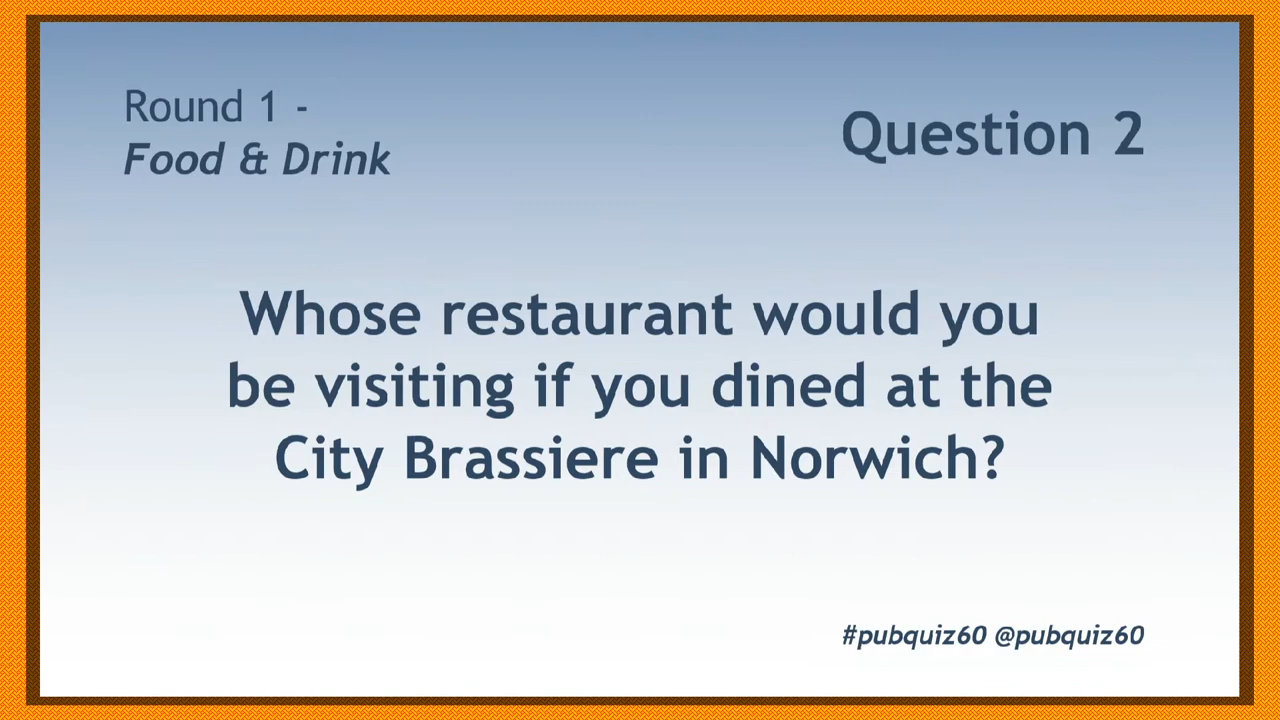 Round 1 -
Food & Drink
Question 2
Whose restaurant would you
be visiting if you dined at the
City Brassiere in Norwich?
#pubquiz60 @pubquiz60